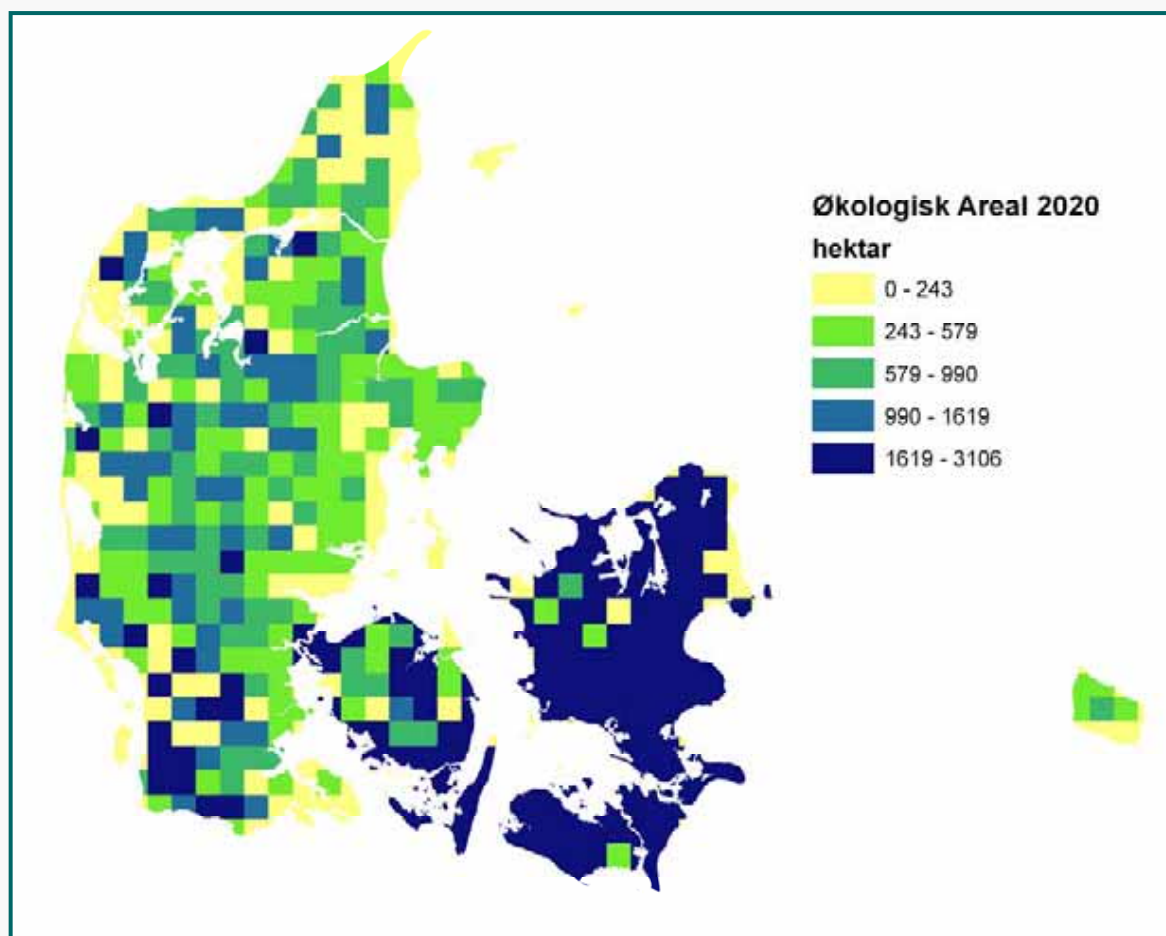 Økologisk Areal 2020
hektar
0 - 243
243 - 579
579 - 990
990 - 1619
1619 - 3106